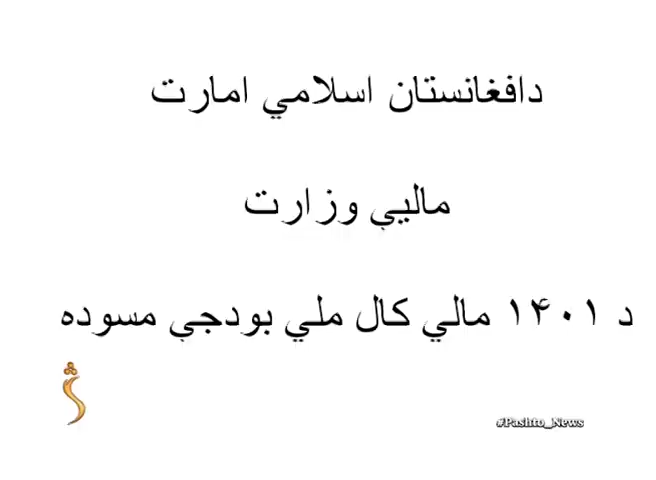 دافغانستان اسلامي امارت
ماليې وزارت
د ۱۴۰۱ مالي کال ملي بودجې مسوده
#Pashto_News